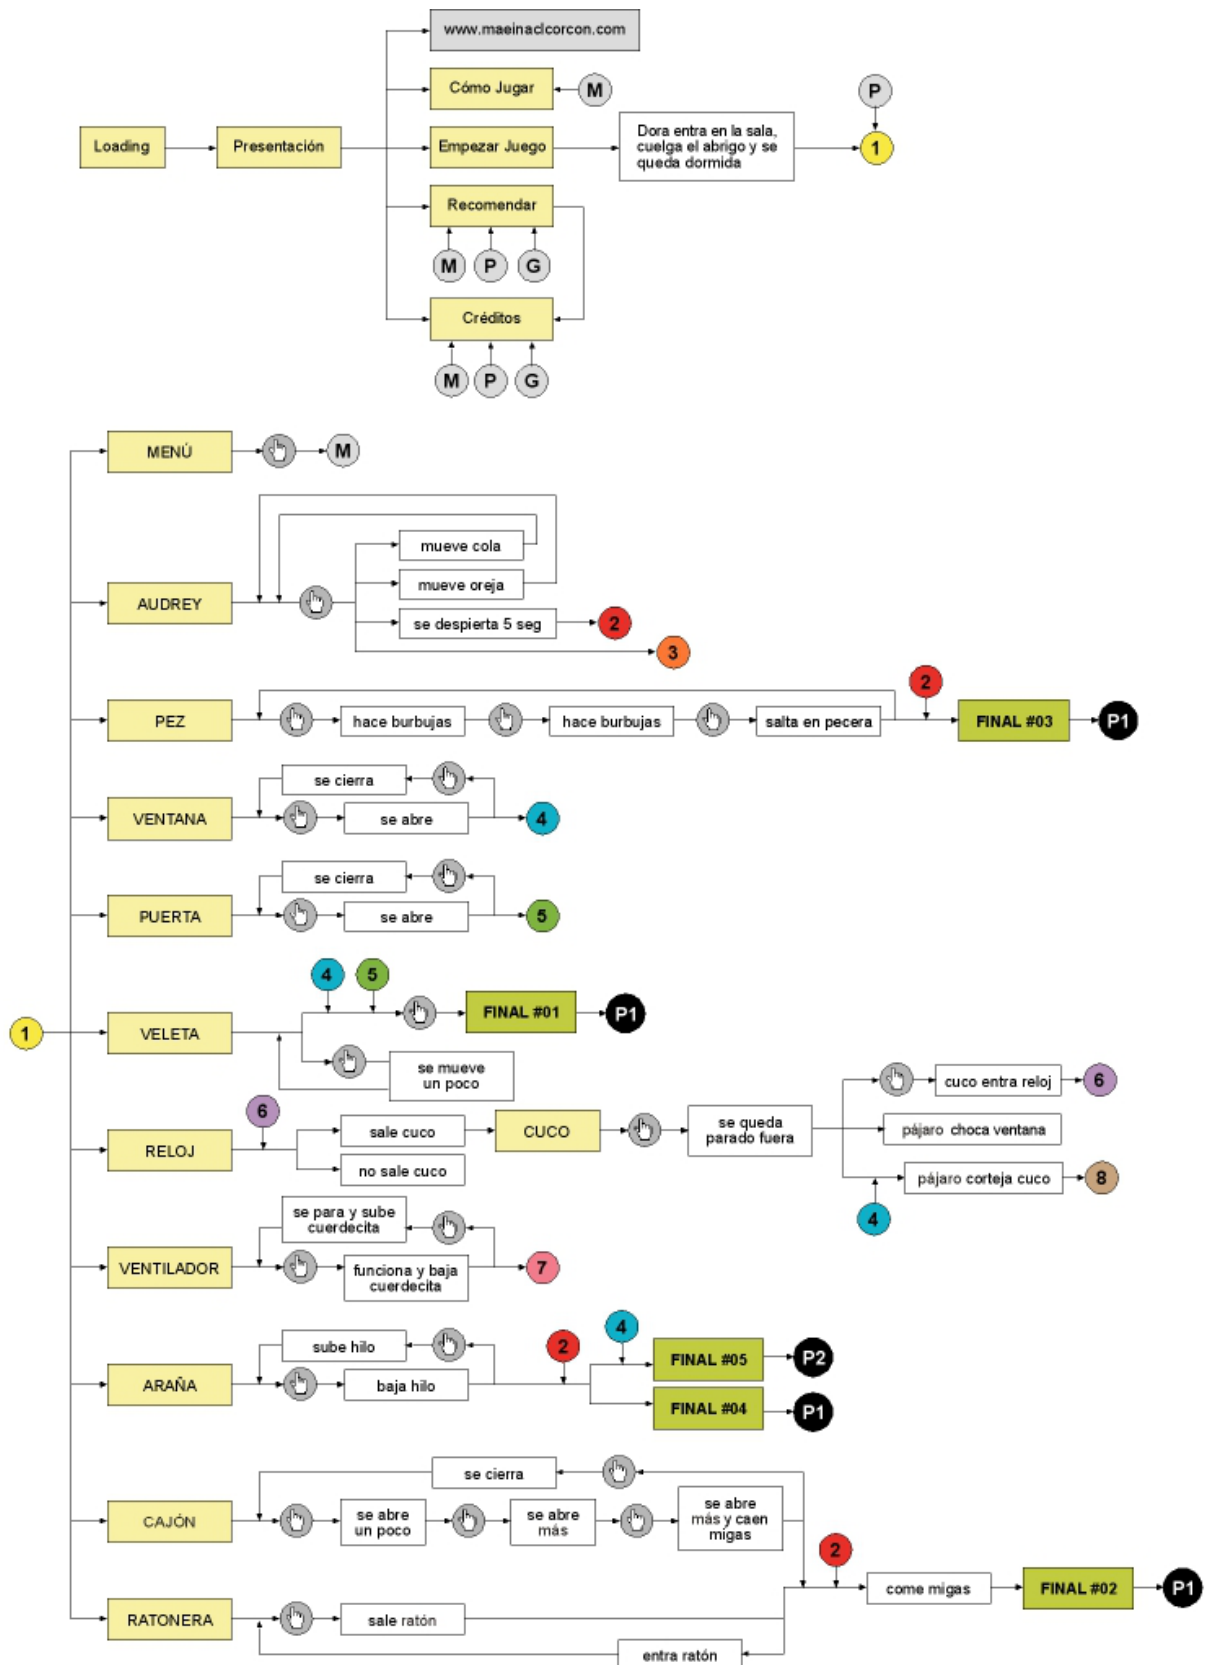 www.maeinaclcorcon.com
Cómo Jugar
M
P
Loading
Presentación
Empezar Juego
Dora entra en la sala,
cuelga el abrigo y se
queda dormida
1
Recomendar
M
P
G
Créditos
M
P
G
MENÚ
M
mueve cola
mueve oreja
AUDREY
se despierta 5 seg
2
3
2
PEZ
hace burbujas
hace burbujas
salta en pecera
FINAL #03
P1
se cierra
VENTANA
se abre
4
se cierra
PUERTA
se abre
5
4
5
FINAL #01
P1
1
VELETA
se mueve
un poco
cuco entra reloj
6
6
sale cuco
CUCO
se queda
parado fuera
pájaro choca ventana
RELOJ
no sale cuco
pájaro corteja cuco
8
4
se para y sube
cuerdecita
VENTILADOR
funciona y baja
cuerdecita
7
sube hilo
2
4
FINAL #05
P2
ARAÑA
baja hilo
FINAL #04
P1
se cierra
CAJÓN
se abre
un poco
se abre
más
se abre
más y caen
migas
2
come migas
FINAL #02
P1
RATONERA
sale ratón
entra ratón